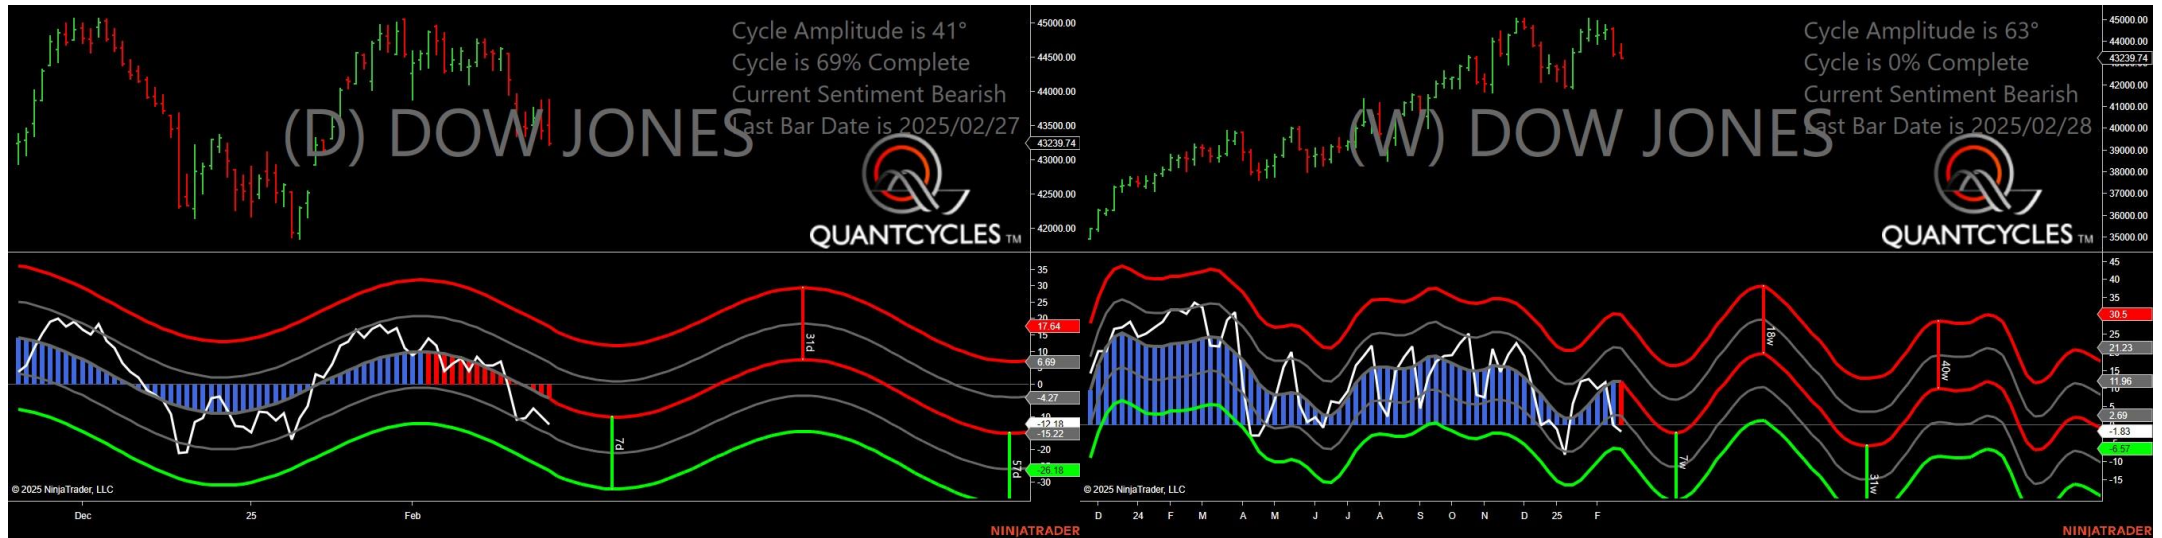 Cycle Amplitude is 41°
Cycle is 69% Complete
Current Sentiment Bearish
Last Bar Date is 2025/02/27
(D) DOW JONES
QUANTCYCLES TM
45000.00
44500.00
44000.00
43500.00
43239.74
43000.00
42500.00
42000.00
35
30
25
20
17.64
15
10
6.69
0
-4.27
-10
-12.18
-15.22
-20
-26.18
-30
31d
7d
57d
© 2025 NinjaTrader, LLC
Dec
25
Feb
NINJATRADER
Cycle Amplitude is 63°
Cycle is 0% Complete
Current Sentiment Bearish
Last Bar Date is 2025/02/28
(W) DOW JONES
QUANTCYCLES TM
45000.00
44000.00
43239.74
42000.00
41000.00
40000.00
39000.00
38000.00
37000.00
36000.00
35000.00
45
40
35
30.5
25
21.23
15
11.96
10
5
2.69
-1.83
-6.57
-10
-15
18w
40w
7w
31w
© 2025 NinjaTrader, LLC
D
24
F
M
A
M
J
J
A
S
O
N
D
25
F
NINJATRADER